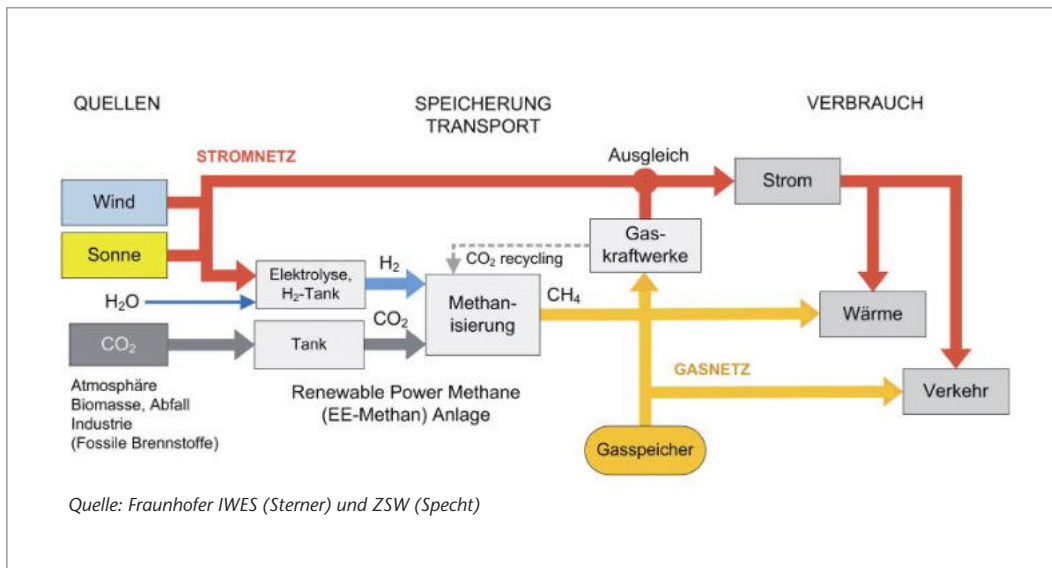 QUELLEN
SPEICHERUNG
TRANSPORT
VERBRAUCH
STROMNETZ
Ausgleich
Wind
Strom
Sonne
Gas-
kraftwerke
H₂
CO₂ recycling
Elektrolyse,
H₂-Tank
H₂O
Methan-
isierung
CH₄
Wärme
CO₂
CO₂
Tank
GASNETZ
Verkehr
Atmosphäre
Biomasse, Abfall
Industrie
(Fossile Brennstoffe)
Renewable Power Methane
(EE-Methan) Anlage
Gasspeicher
Quelle: Fraunhofer IWES (Sterner) und ZSW (Specht)